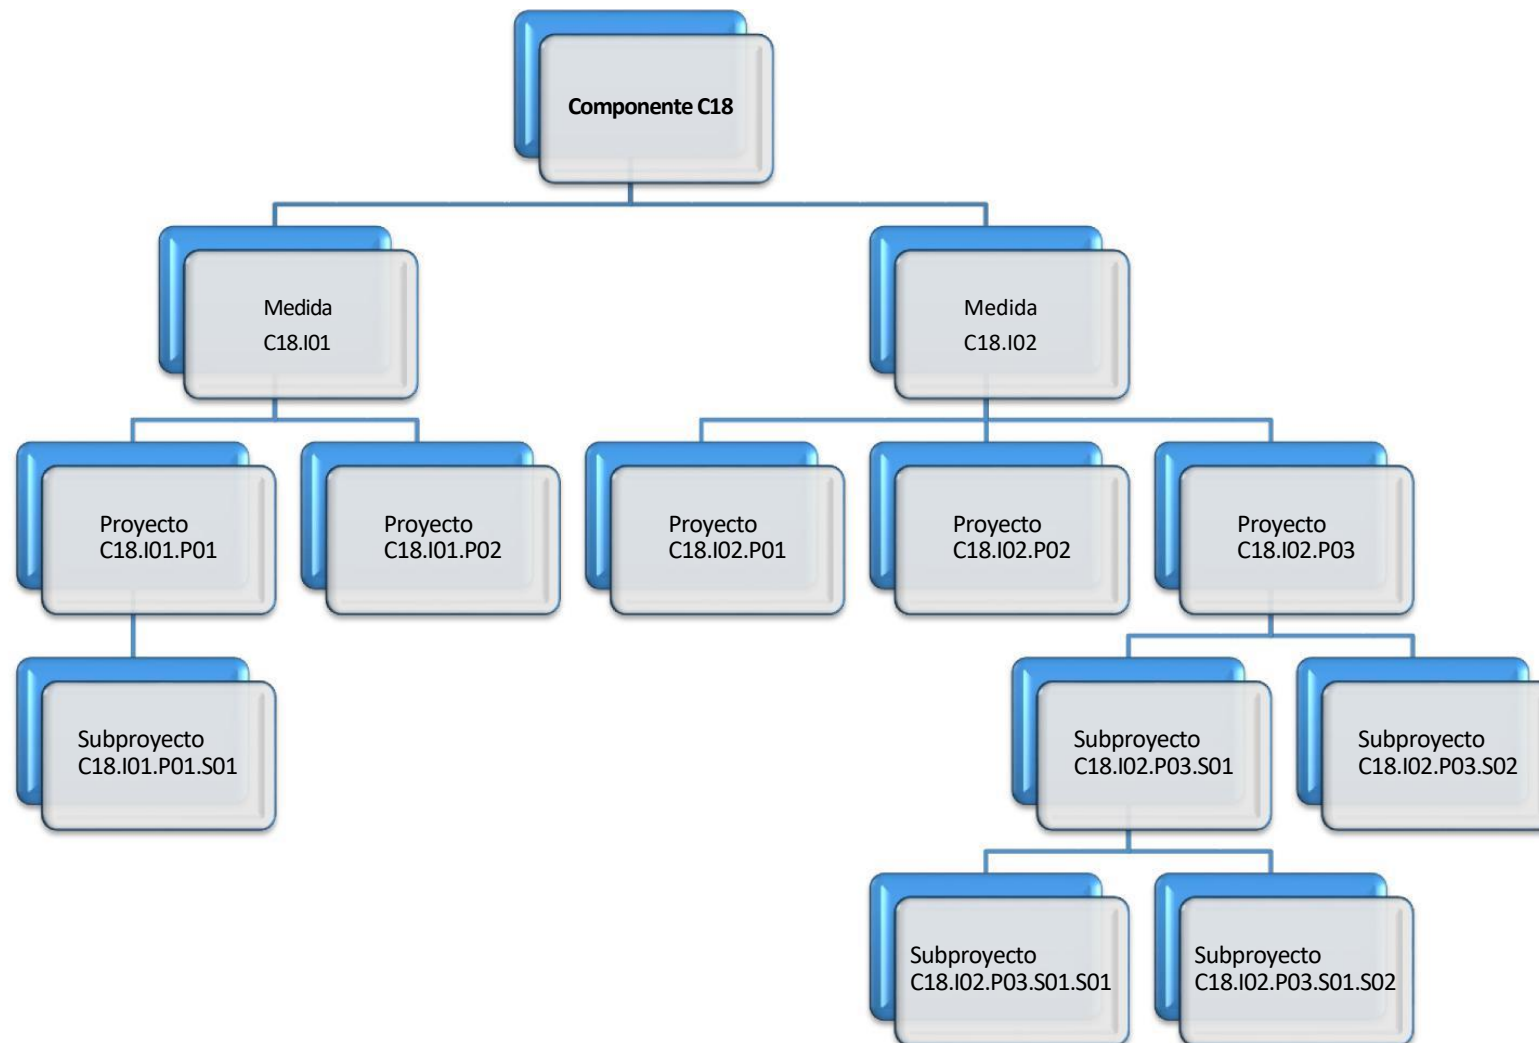 Componente C18
Medida
C18.I01
Medida
C18.I02
Proyecto
C18.I01.P01
Proyecto
C18.I01.P02
Proyecto
C18.I02.P01
Proyecto
C18.I02.P02
Proyecto
C18.I02.P03
Subproyecto
C18.I01.P01.S01
Subproyecto
C18.I02.P03.S01
Subproyecto
C18.I02.P03.S02
Subproyecto
C18.I02.P03.S01.S01
Subproyecto
C18.I02.P03.S01.S02